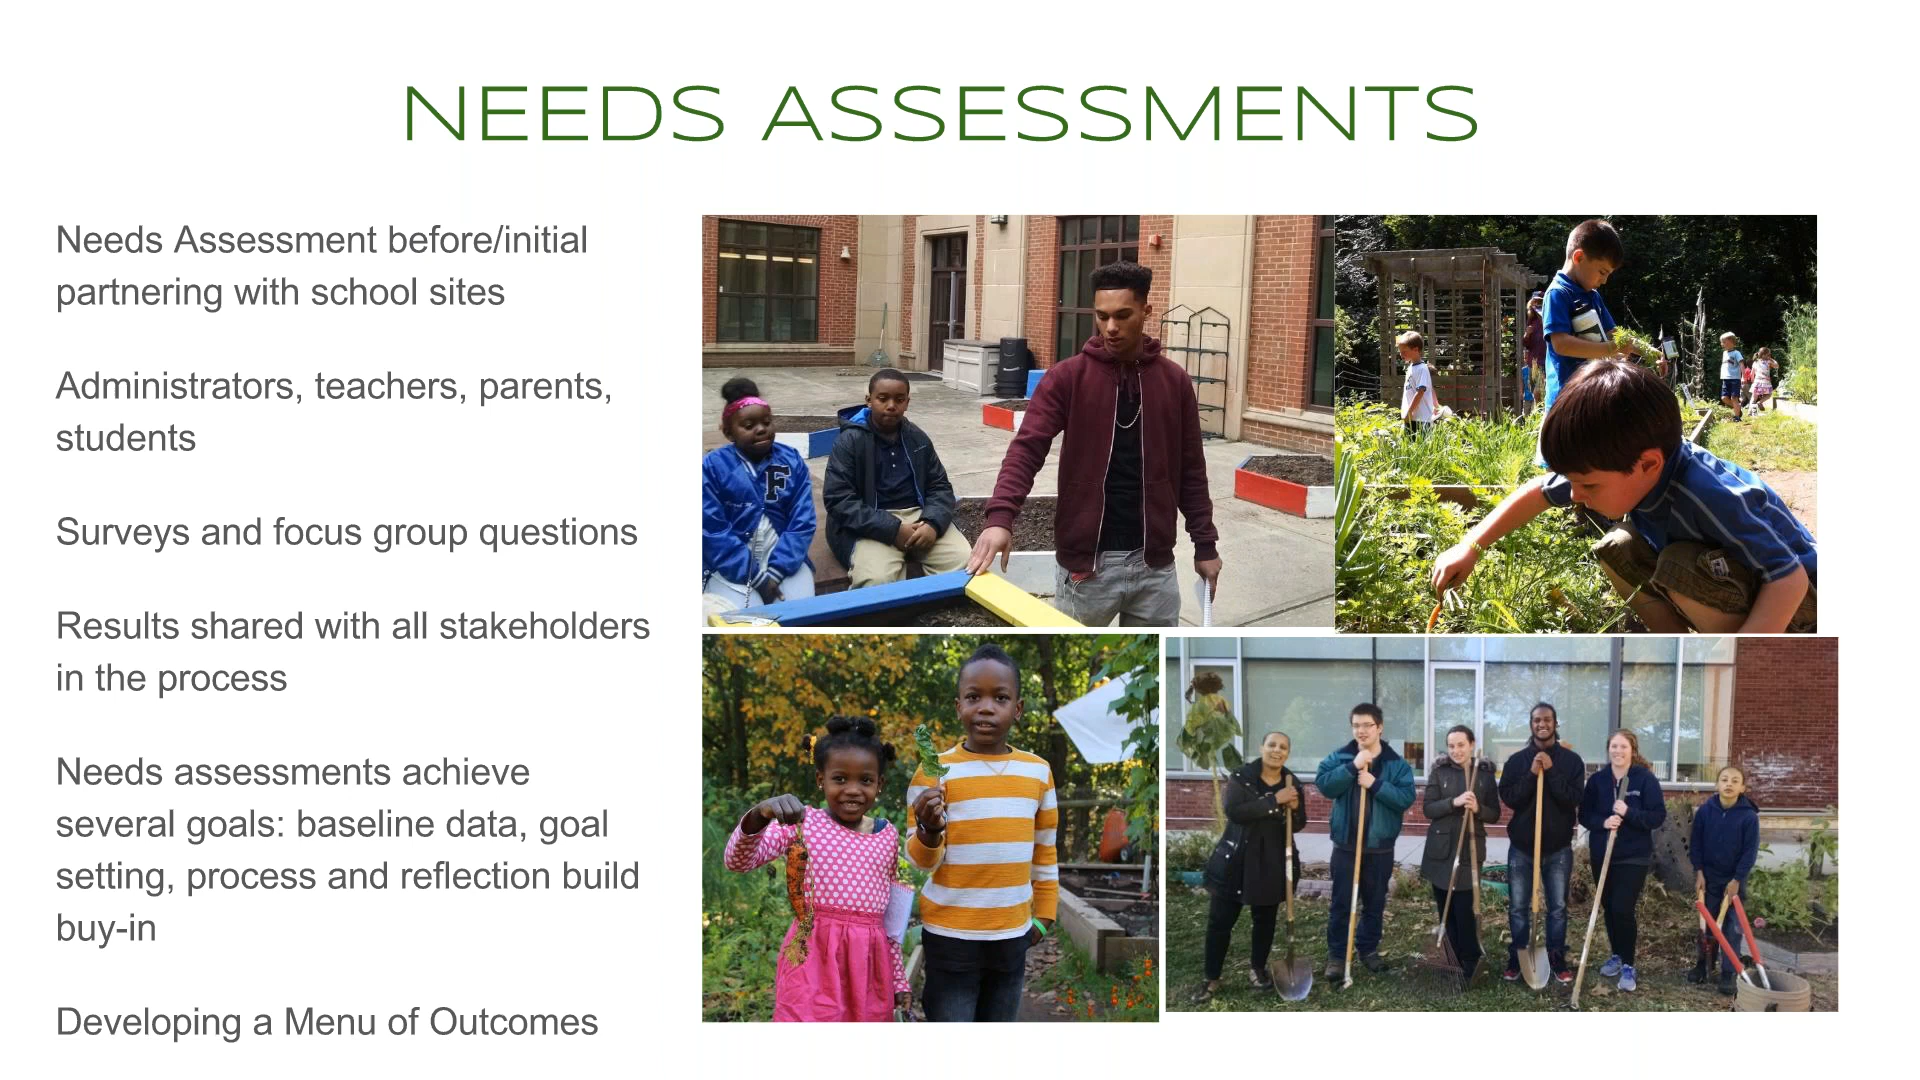 NEEDS ASSESSMENTS
Needs Assessment before/initial
partnering with school sites
Administrators, teachers, parents,
students
Surveys and focus group questions
Results shared with all stakeholders
in the process
Needs assessments achieve
several goals: baseline data, goal
setting, process and reflection build
buy-in
Developing a Menu of Outcomes
F